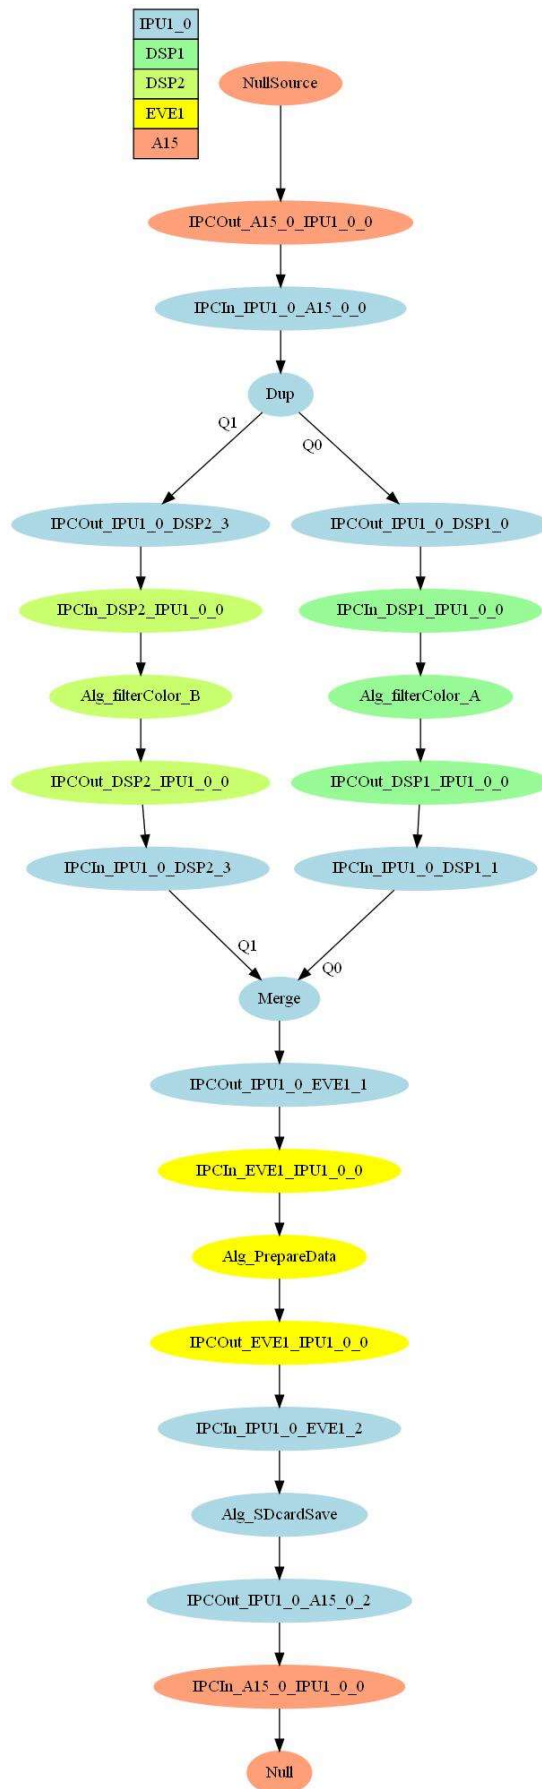 IPU1_0
DSP1
DSP2
EVE1
A15
NullSource
IPCOut_A15_0_IPU1_0_0
IPCIn_IPU1_0_A15_0_0
Dup
Q1
Q0
IPCOut_IPU1_0_DSP2_3
IPCOut_IPU1_0_DSP1_0
IPCIn_DSP2_IPU1_0_0
IPCIn_DSP1_IPU1_0_0
Alg_filterColor_B
Alg_filterColor_A
IPCOut_DSP2_IPU1_0_0
IPCOut_DSP1_IPU1_0_0
IPCIn_IPU1_0_DSP2_3
IPCIn_IPU1_0_DSP1_1
Q1
Q0
Merge
IPCOut_IPU1_0_EVE1_1
IPCIn_EVE1_IPU1_0_0
Alg_PrepareData
IPCOut_EVE1_IPU1_0_0
IPCIn_IPU1_0_EVE1_2
Alg_SDcardSave
IPCOut_IPU1_0_A15_0_2
IPCIn_A15_0_IPU1_0_0
Null